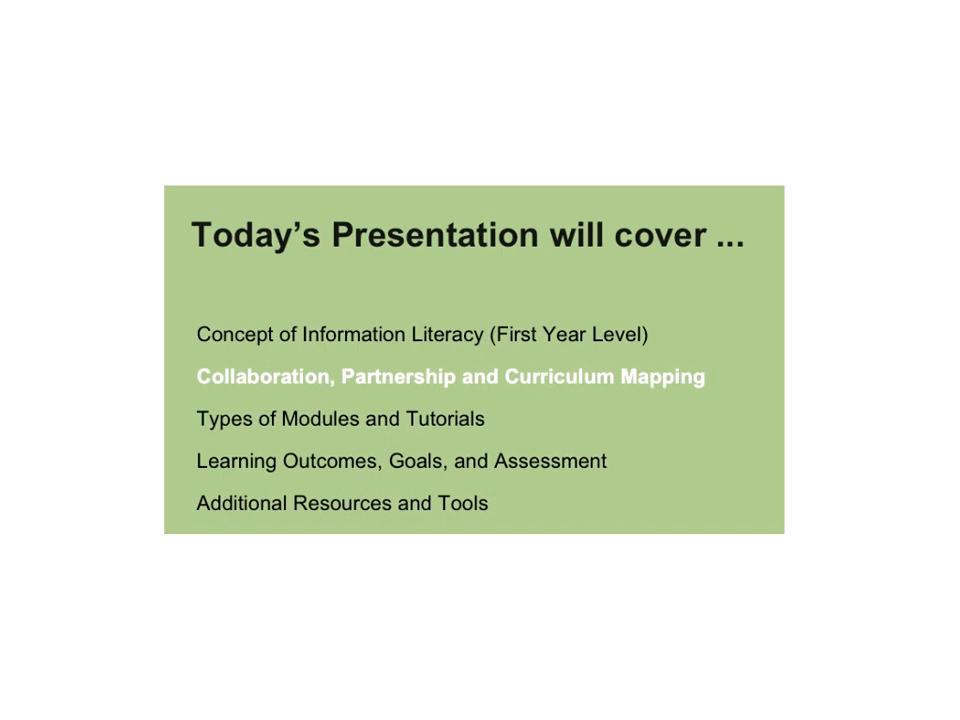 Today’s Presentation will cover ...
Concept of Information Literacy (First Year Level)
Collaboration, Partnership and Curriculum Mapping
Types of Modules and Tutorials
Learning Outcomes, Goals, and Assessment
Additional Resources and Tools